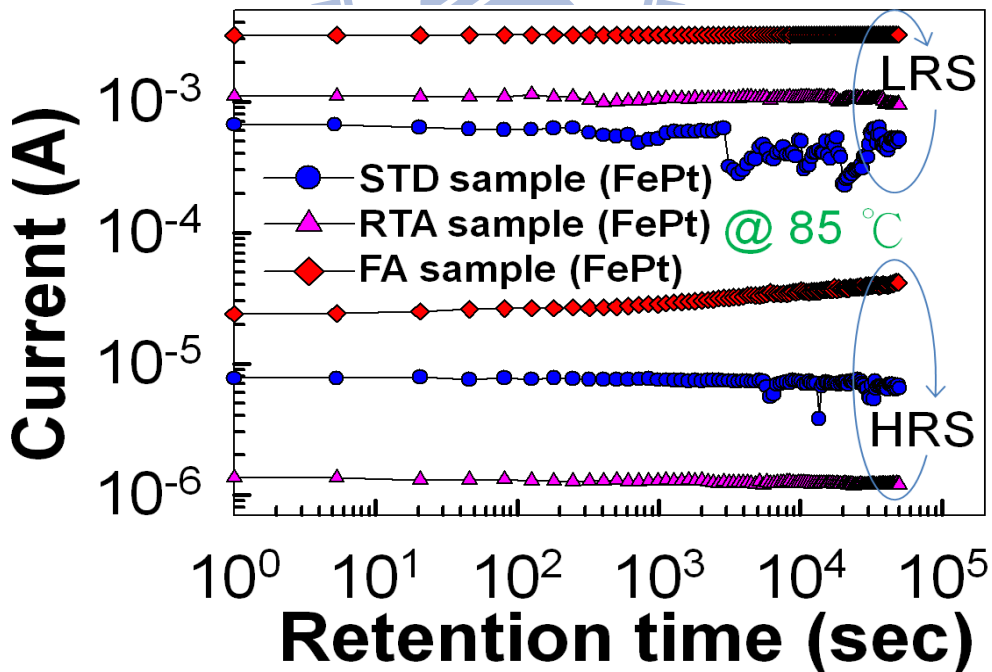 Current (A)
10⁻³
10⁻⁴
10⁻⁵
10⁻⁶
LRS
STD sample (FePt)
RTA sample (FePt)
FA sample (FePt)
@ 85 ℃
HRS
10⁰ 10¹ 10² 10³ 10⁴ 10⁵
Retention time (sec)